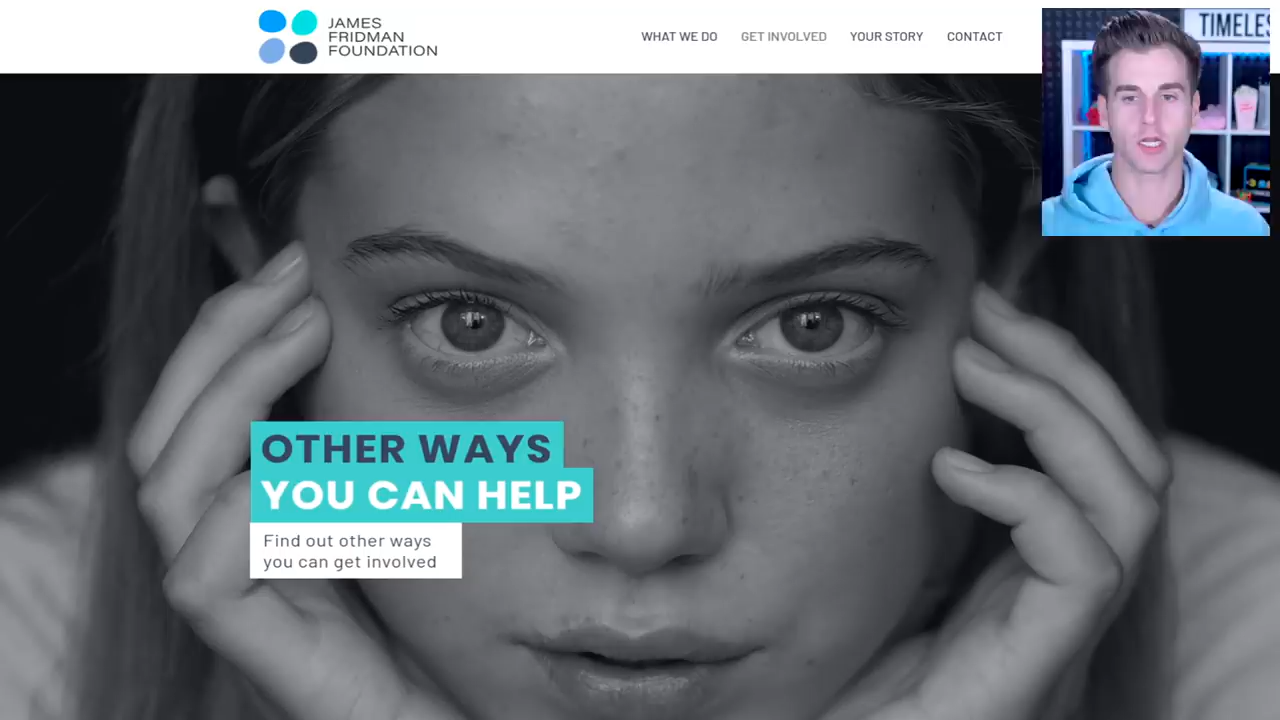 JAMES
FRIDMAN
FOUNDATION
WHAT WE DO GET INVOLVED YOUR STORY CONTACT
TIMELES
OTHER WAYS
YOU CAN HELP
Find out other ways
you can get involved